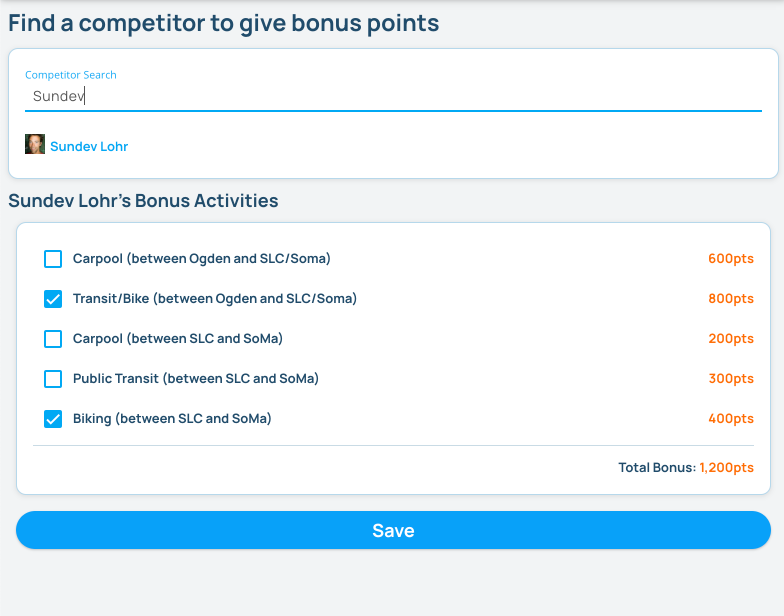 Find a competitor to give bonus points
Competitor Search
Sundev
Sundev Lohr
Sundev Lohr's Bonus Activities
Carpool (between Ogden and SLC/Soma) 600pts
Transit/Bike (between Ogden and SLC/Soma) 800pts
Carpool (between SLC and SoMa) 200pts
Public Transit (between SLC and SoMa) 300pts
Biking (between SLC and SoMa) 400pts
Total Bonus: 1,200pts
Save